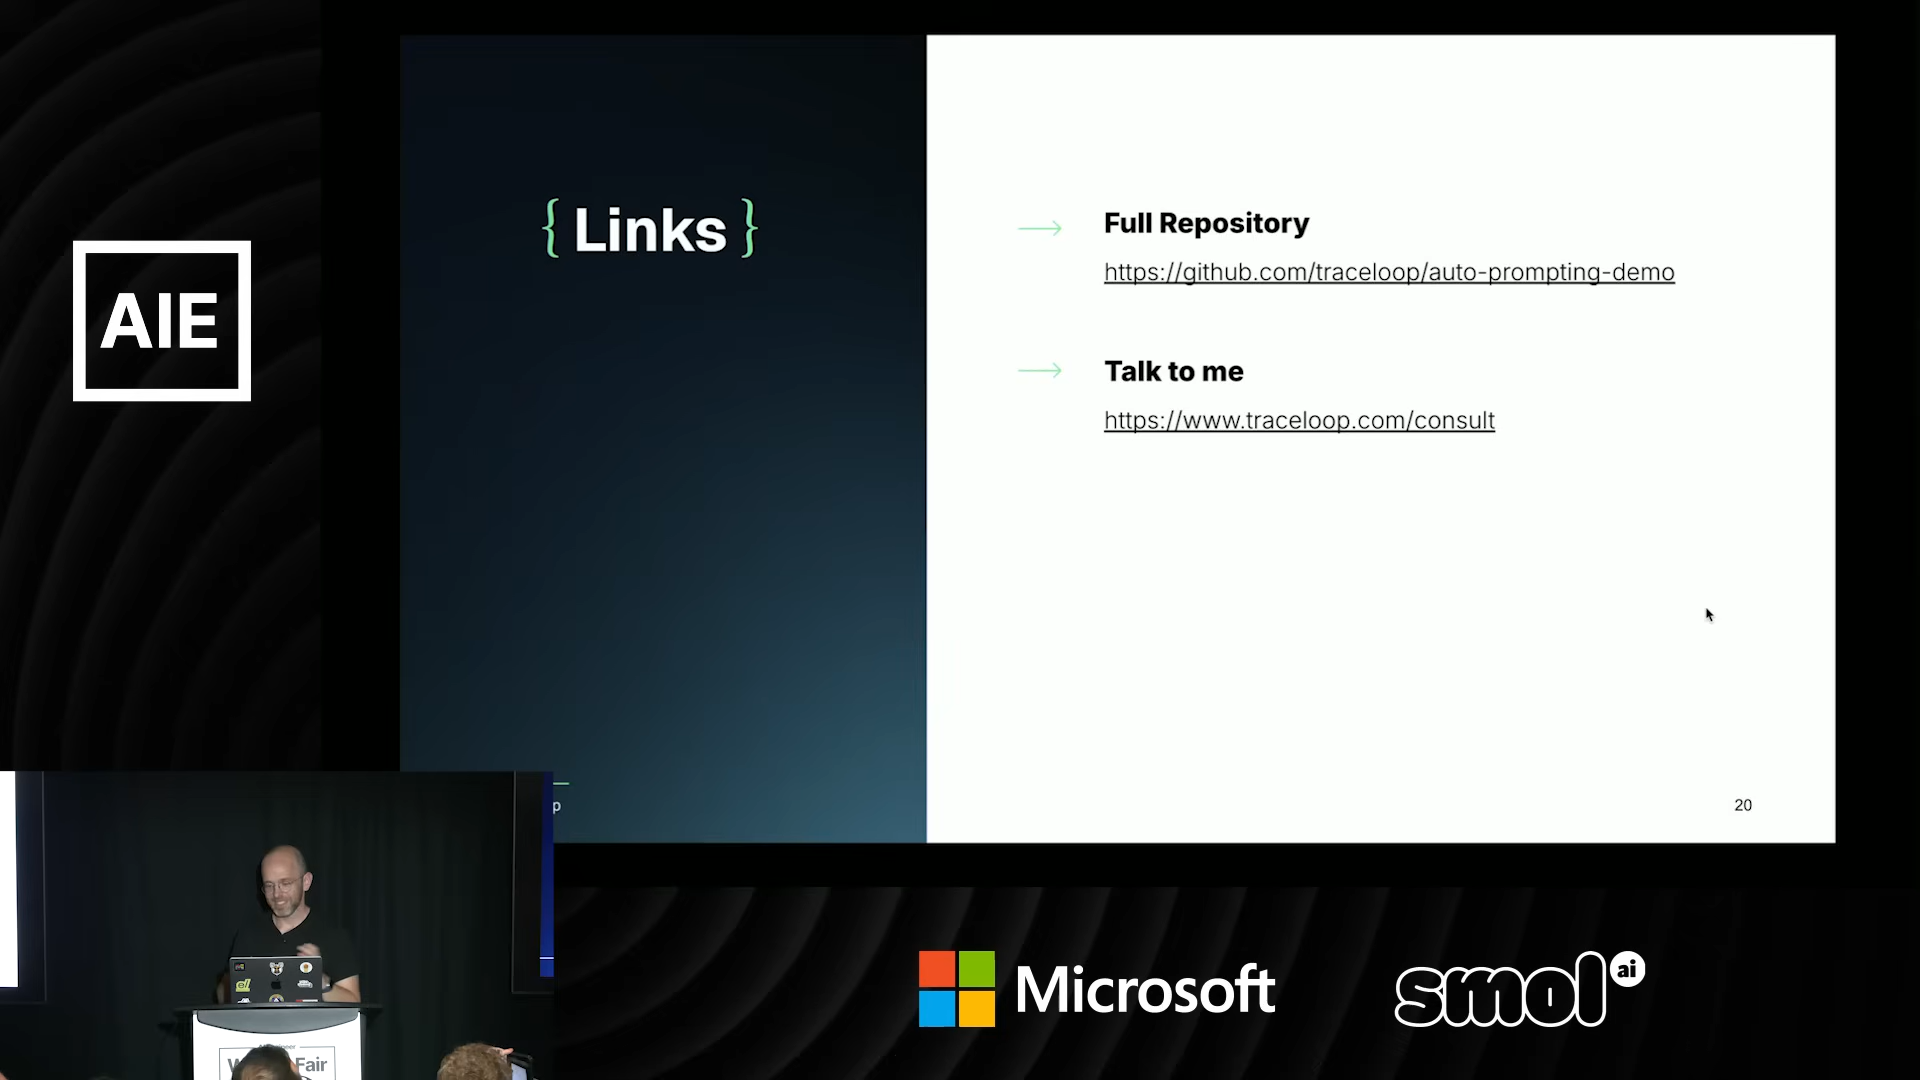 AIE
{ Links }
Full Repository
https://github.com/traceloop/auto-prompting-demo
Talk to me
https://www.traceloop.com/consult
p
20
Fair
Microsoft
smol ai